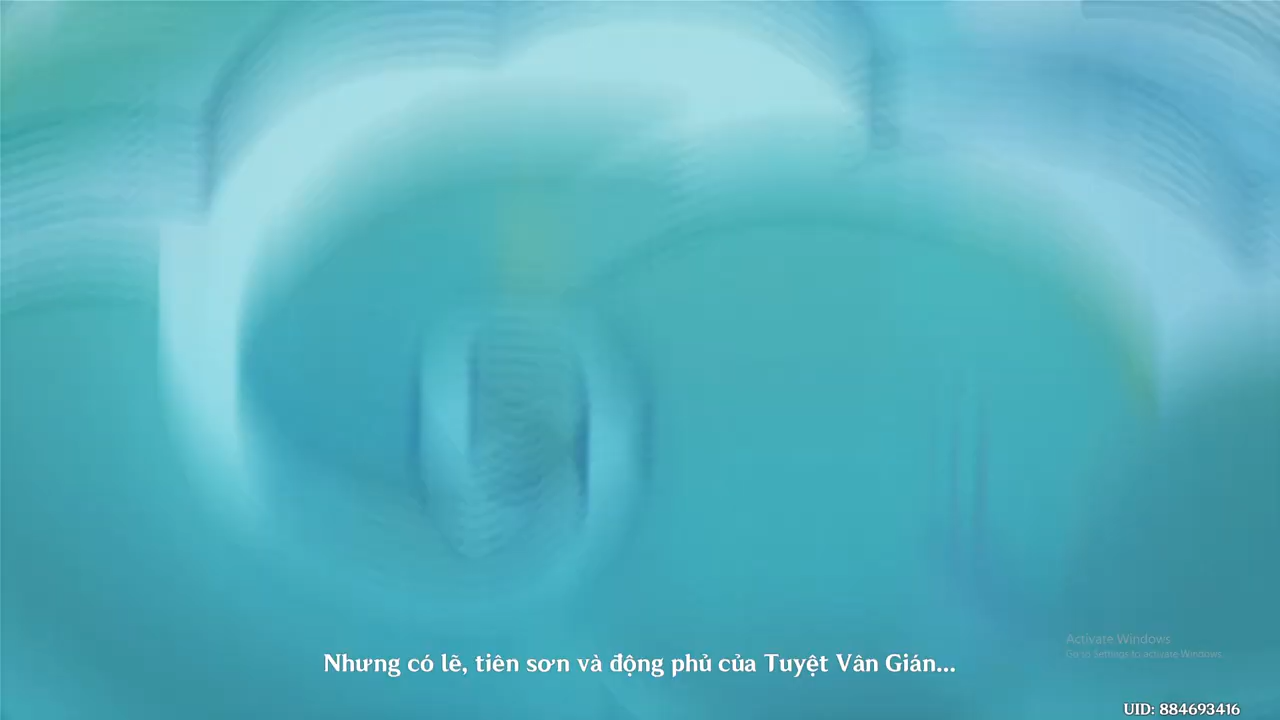 Nhưng có lẽ, tiên sơn và động phủ của Tuyệt Vân Gián...
Activate Windows
Go to Settings to activate Windows.
UID: 884693416